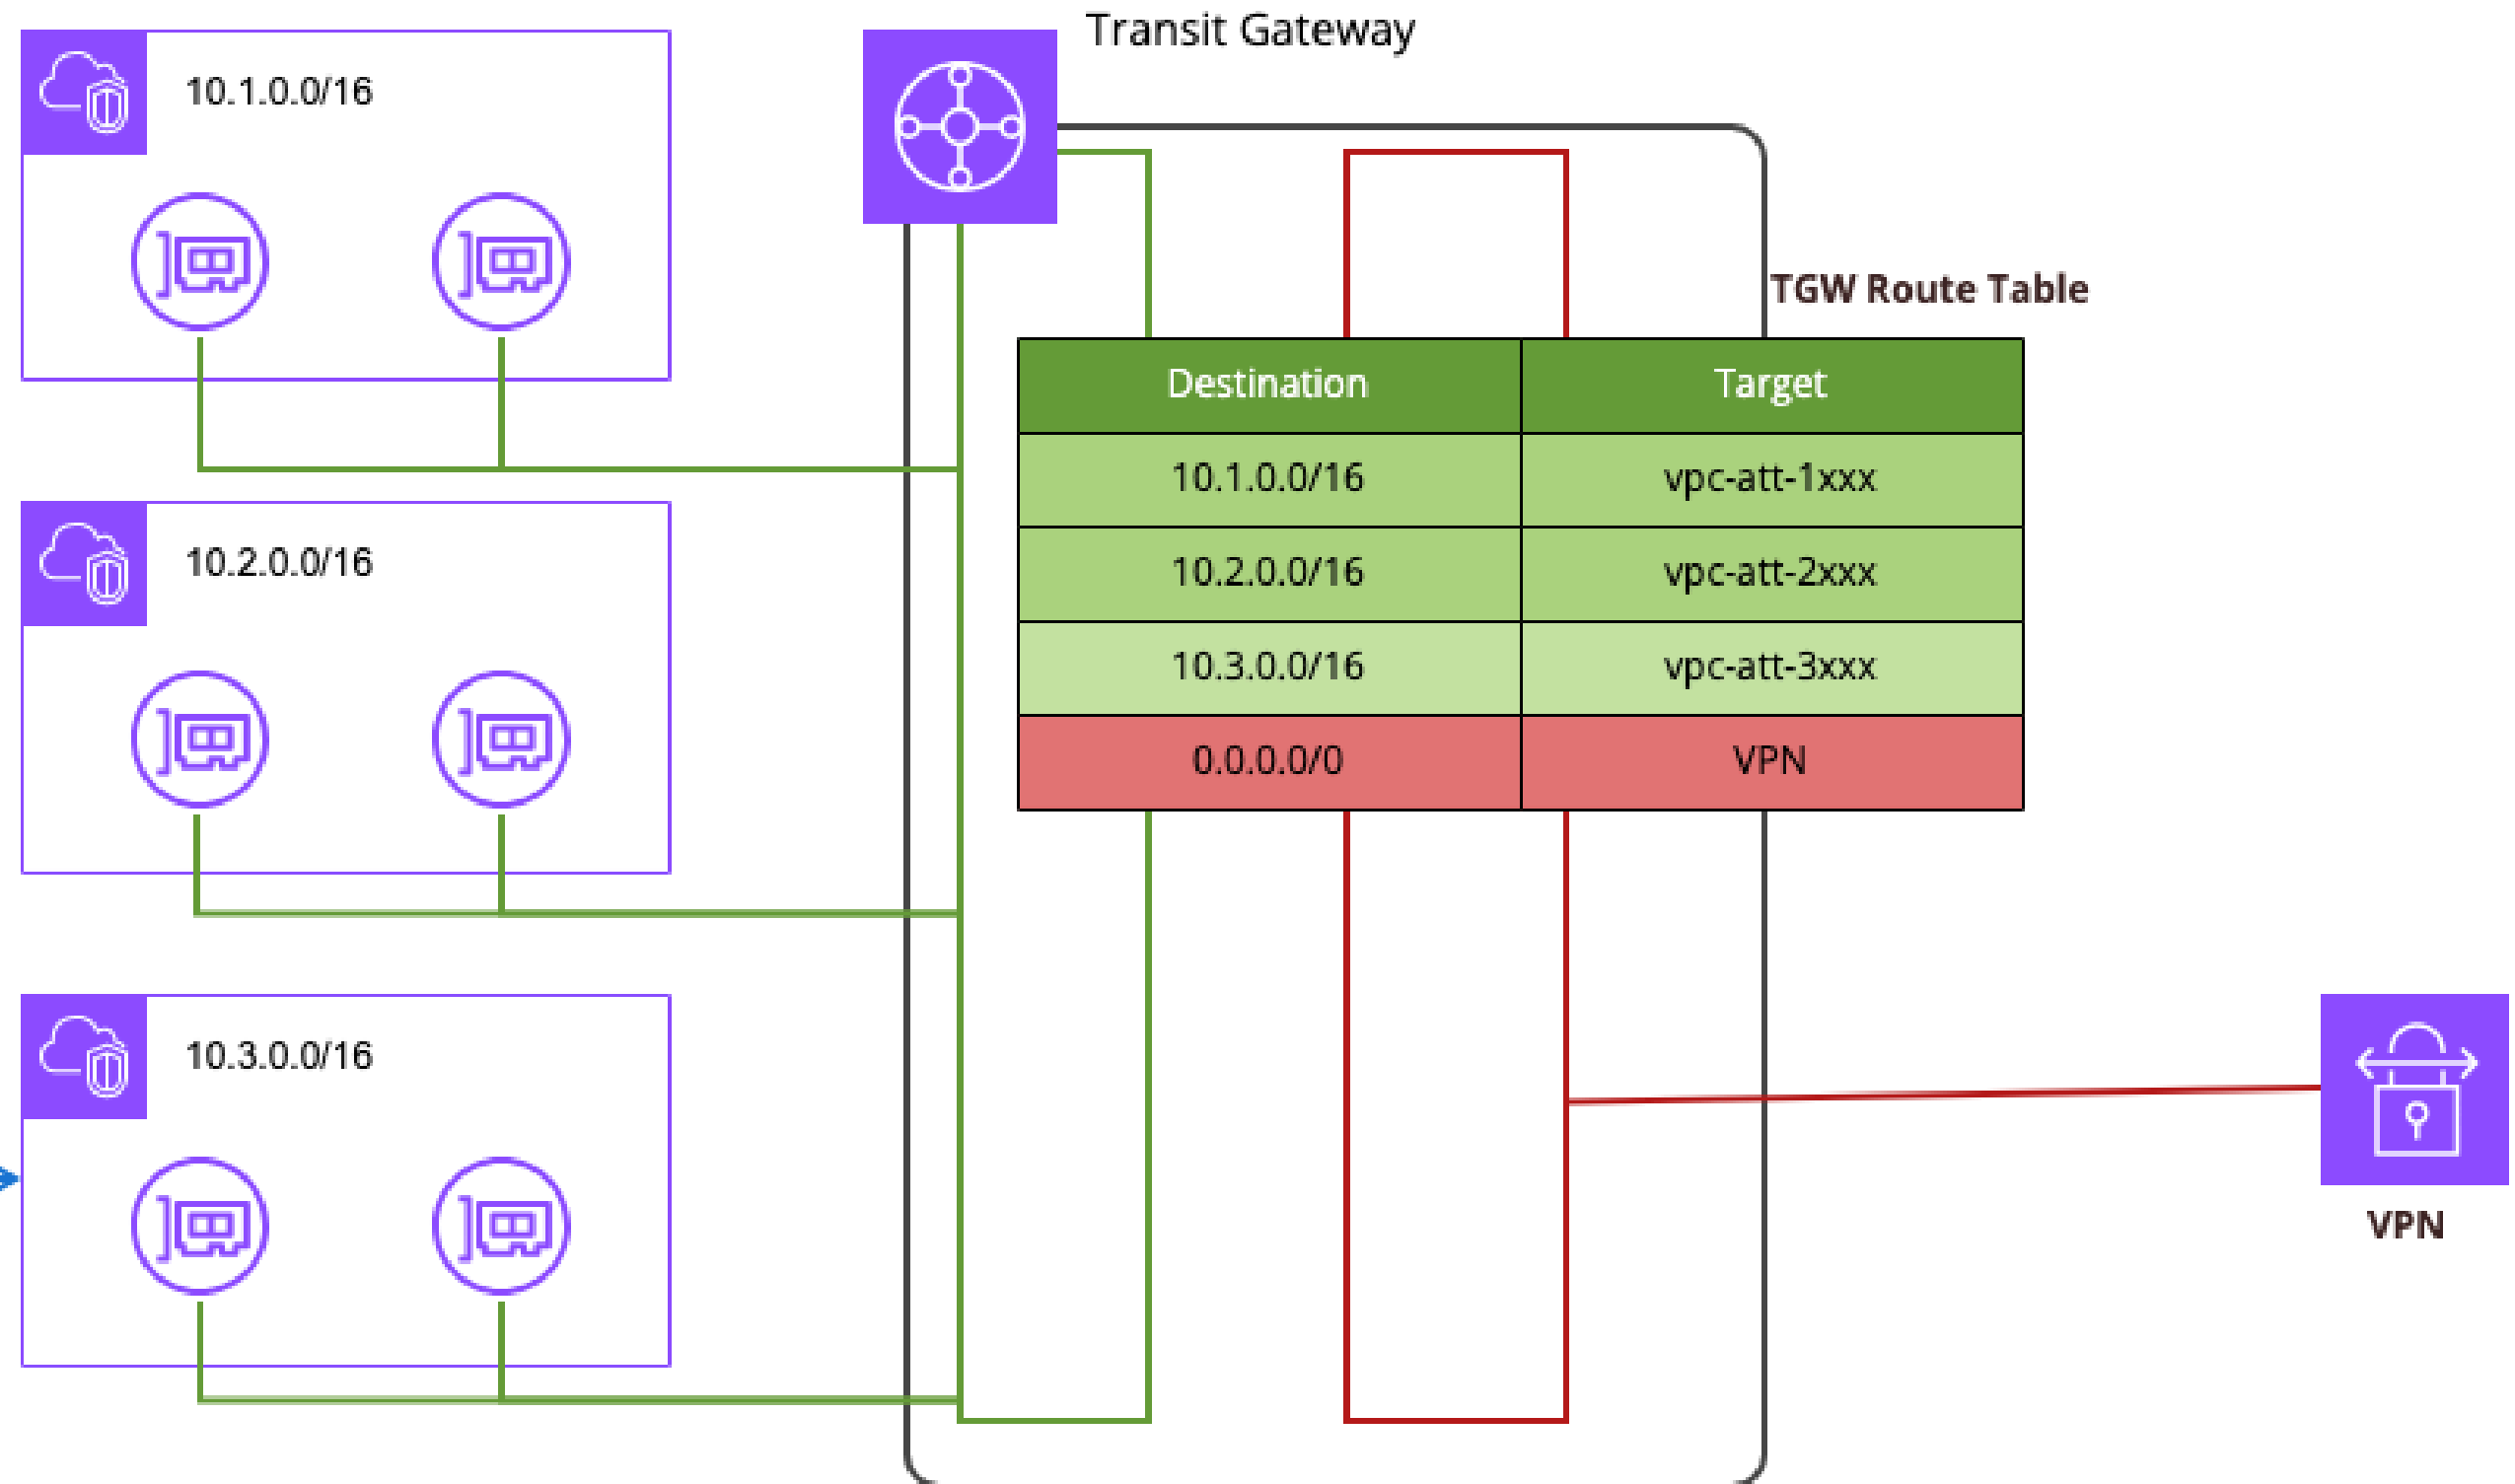 Transit Gateway
10.1.0.0/16
TGW Route Table
Destination Target
10.1.0.0/16 vpc-att-1xxx
10.2.0.0/16
10.2.0.0/16 vpc-att-2xxx
10.3.0.0/16 vpc-att-3xxx
0.0.0.0/0 VPN
10.3.0.0/16
VPN